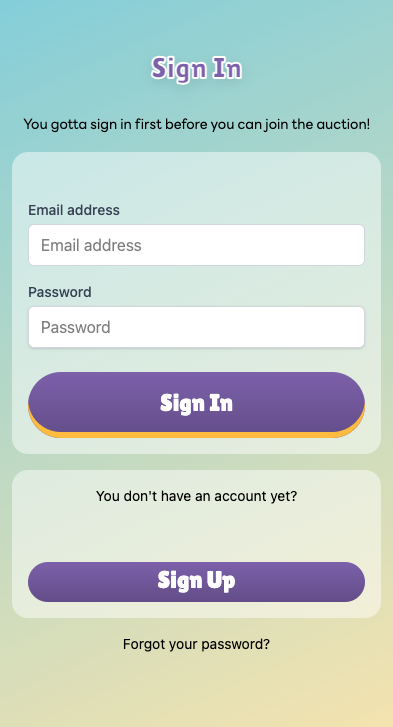 Sign In
You gotta sign in first before you can join the auction!
Email address
Email address
Password
Password
Sign In
You don't have an account yet?
Sign Up
Forgot your password?